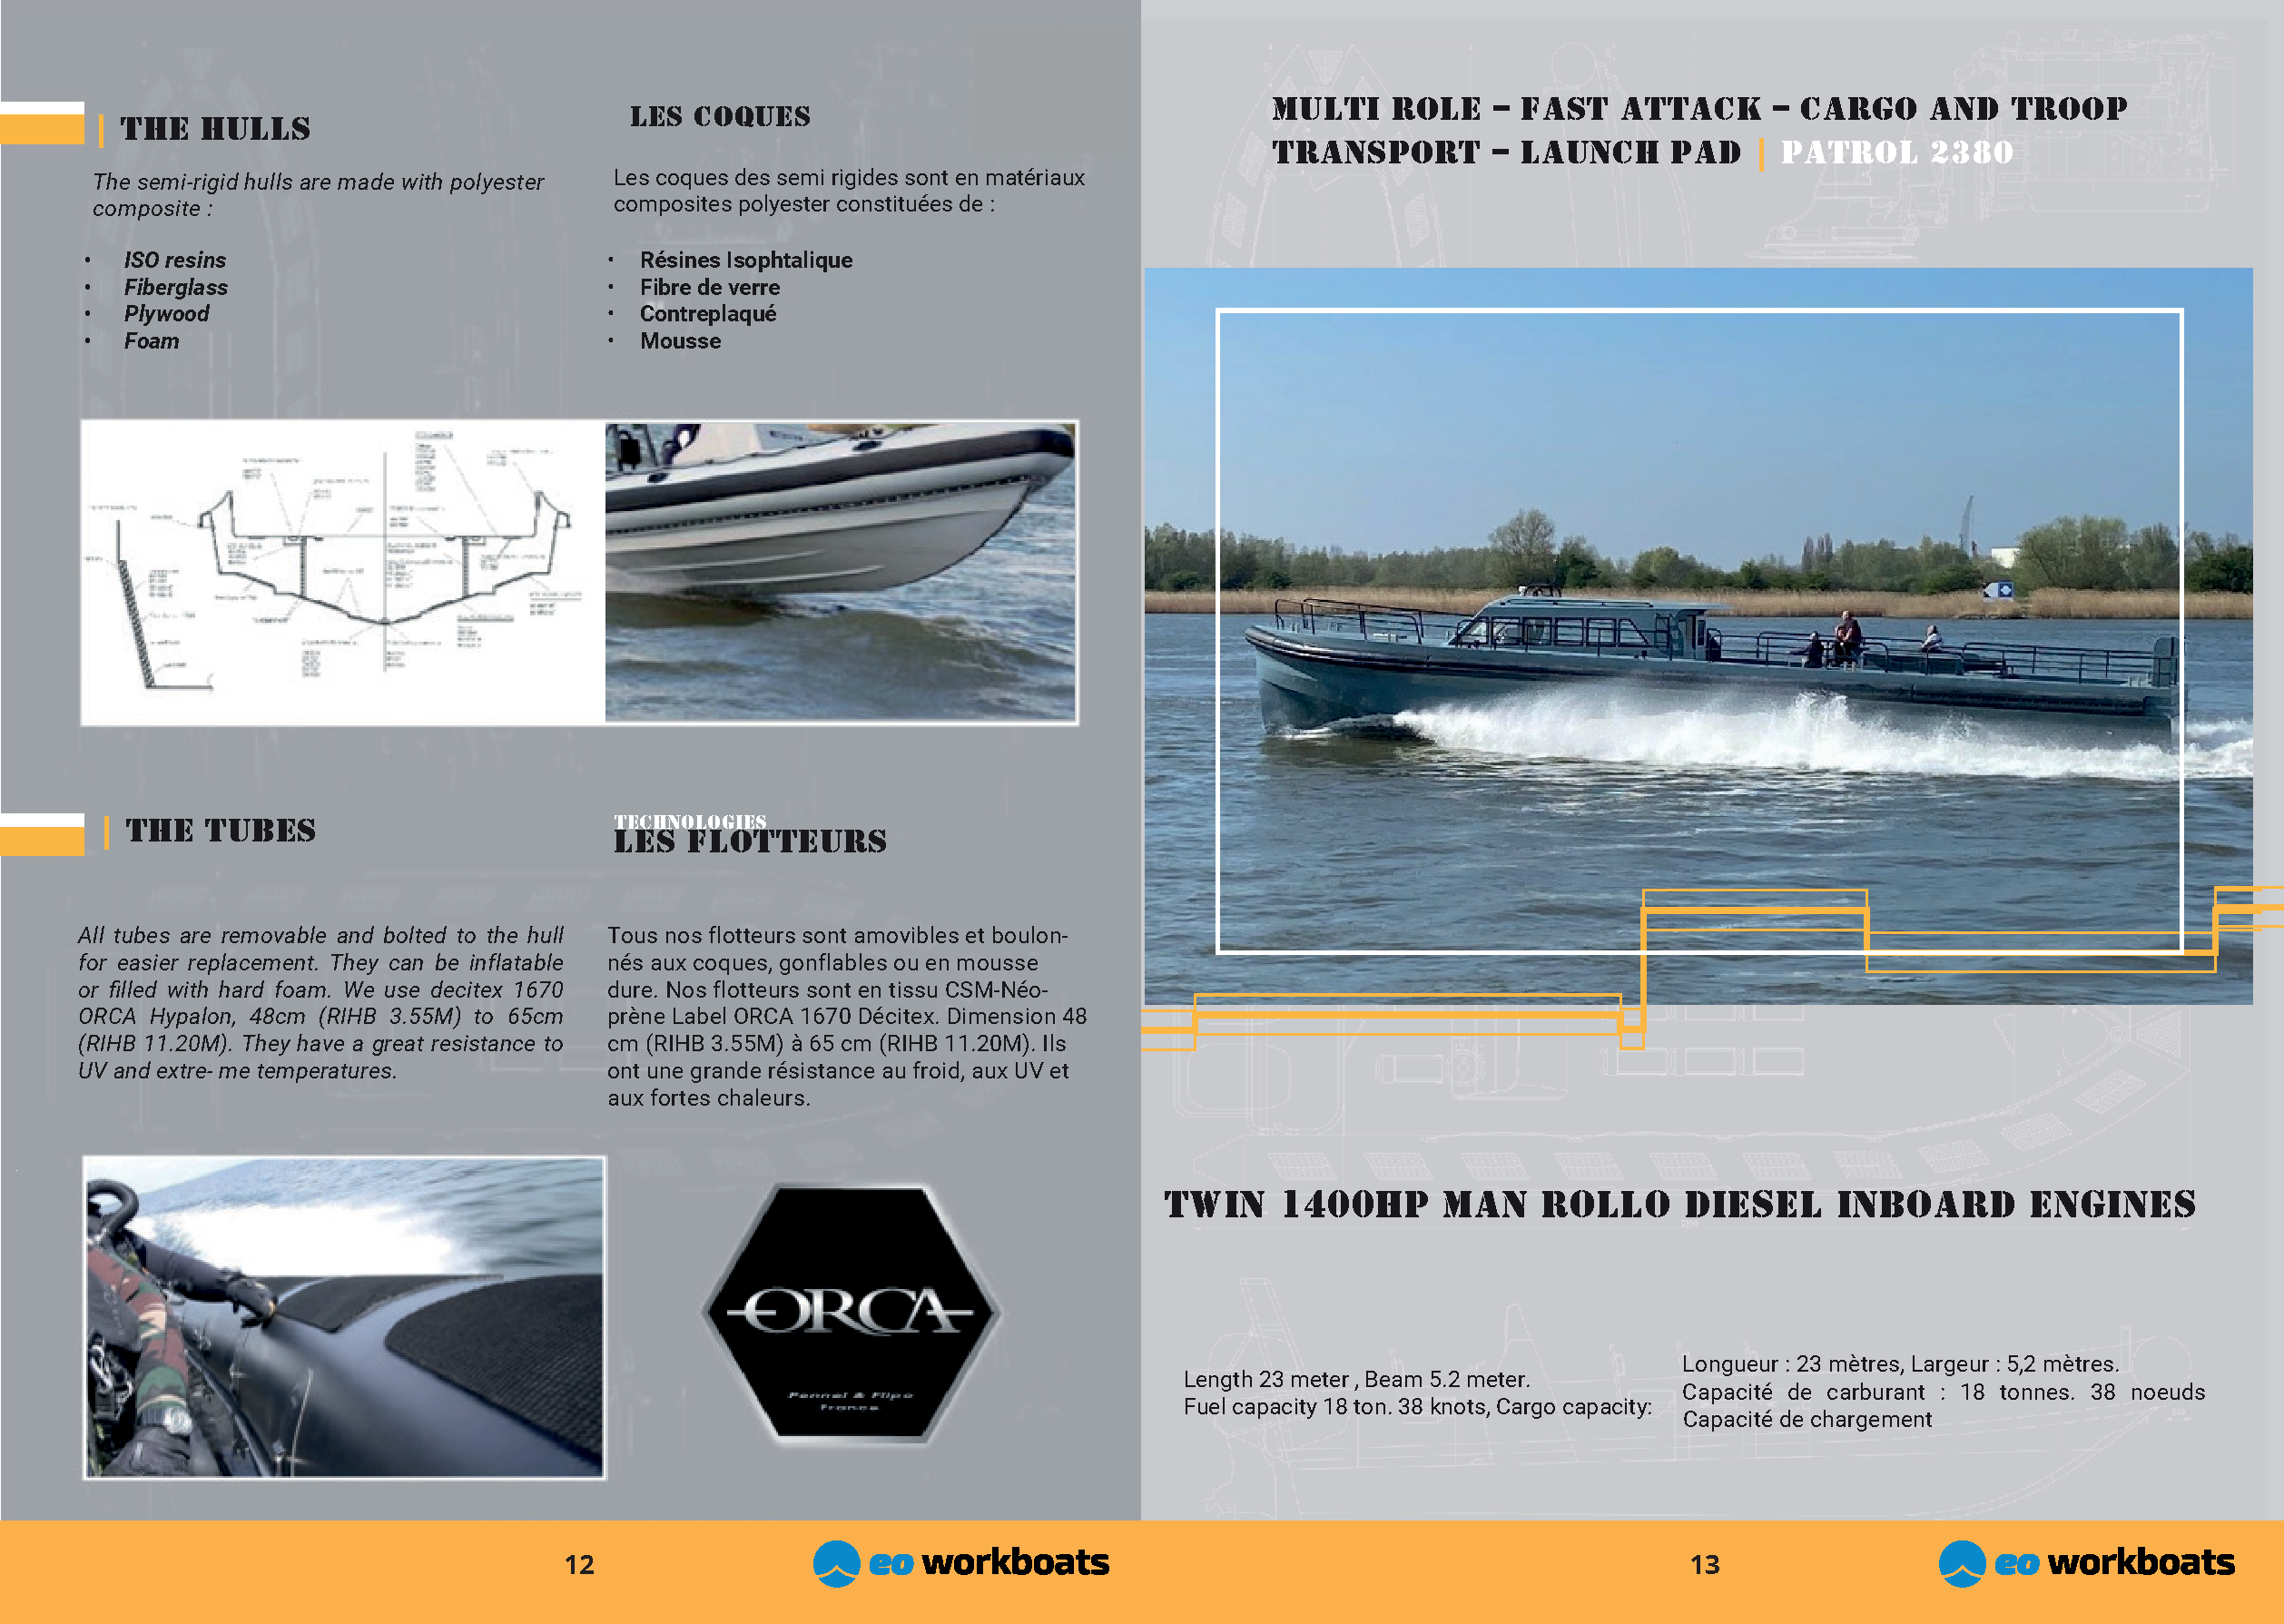 THE HULLS
The semi-rigid hulls are made with polyester
composite :
• ISO resins
• Fiberglass
• Plywood
• Foam
LES COQUES
Les coques des semi rigides sont en matériaux
composites polyester constituées de :
• Résines Isophtalique
• Fibre de verre
• Contreplaqué
• Mousse
THE TUBES
All tubes are removable and bolted to the hull
for easier replacement. They can be inflatable
or filled with hard foam. We use decitex 1670
ORCA Hypalon, 48cm (RIHB 3.55M) to 65cm
(RIHB 11.20M). They have a great resistance to
UV and extre- me temperatures.
TECHNOLOGIES
LES FLOTTEURS
Tous nos flotteurs sont amovibles et boulon-
nés aux coques, gonflables ou en mousse
dure. Nos flotteurs sont en tissu CSM-Néo-
prène Label ORCA 1670 Décitex. Dimension 48
cm (RIHB 3.55M) à 65 cm (RIHB 11.20M). Ils
ont une grande résistance au froid, aux UV et
aux fortes chaleurs.
ORCA
Pennel & Flipo
France
12
eo workboats
MULTI ROLE – FAST ATTACK – CARGO AND TROOP
TRANSPORT – LAUNCH PAD | PATROL 2380
TWIN 1400HP MAN ROLLO DIESEL INBOARD ENGINES
Length 23 meter , Beam 5.2 meter.
Fuel capacity 18 ton. 38 knots, Cargo capacity:
Longueur : 23 mètres, Largeur : 5,2 mètres.
Capacité de carburant : 18 tonnes. 38 noeuds
Capacité de chargement
13
eo workboats